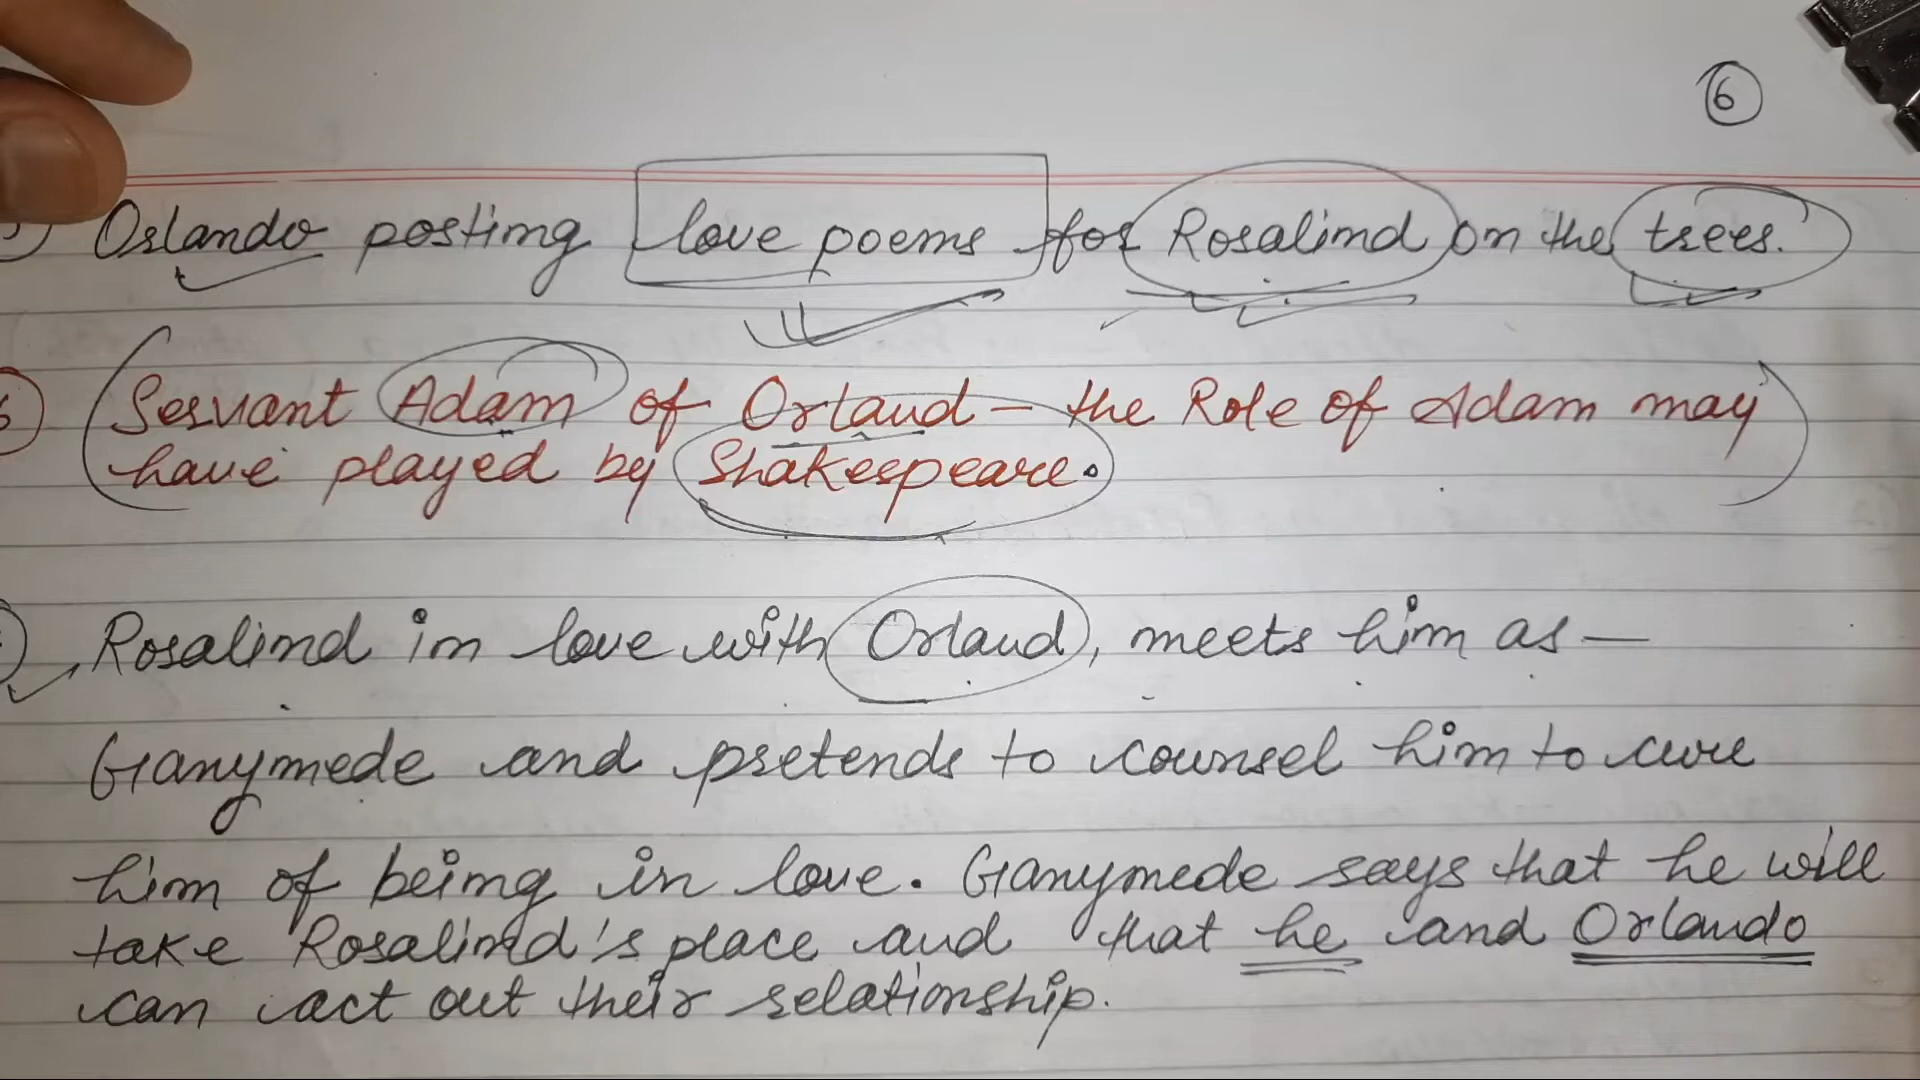 6
Orlando posting love poems for Rosalind on the trees.
Servant Adam of Orlaud - the Role of Adam may
have played by Shakespeare.
Rosalind in love with Orlaud, meets him as —
Ganymede and pretends to counsel him to cure
him of being in love. Ganymede says that he will
take Rosalind's place and that he and Orlando
can act out their relationship.